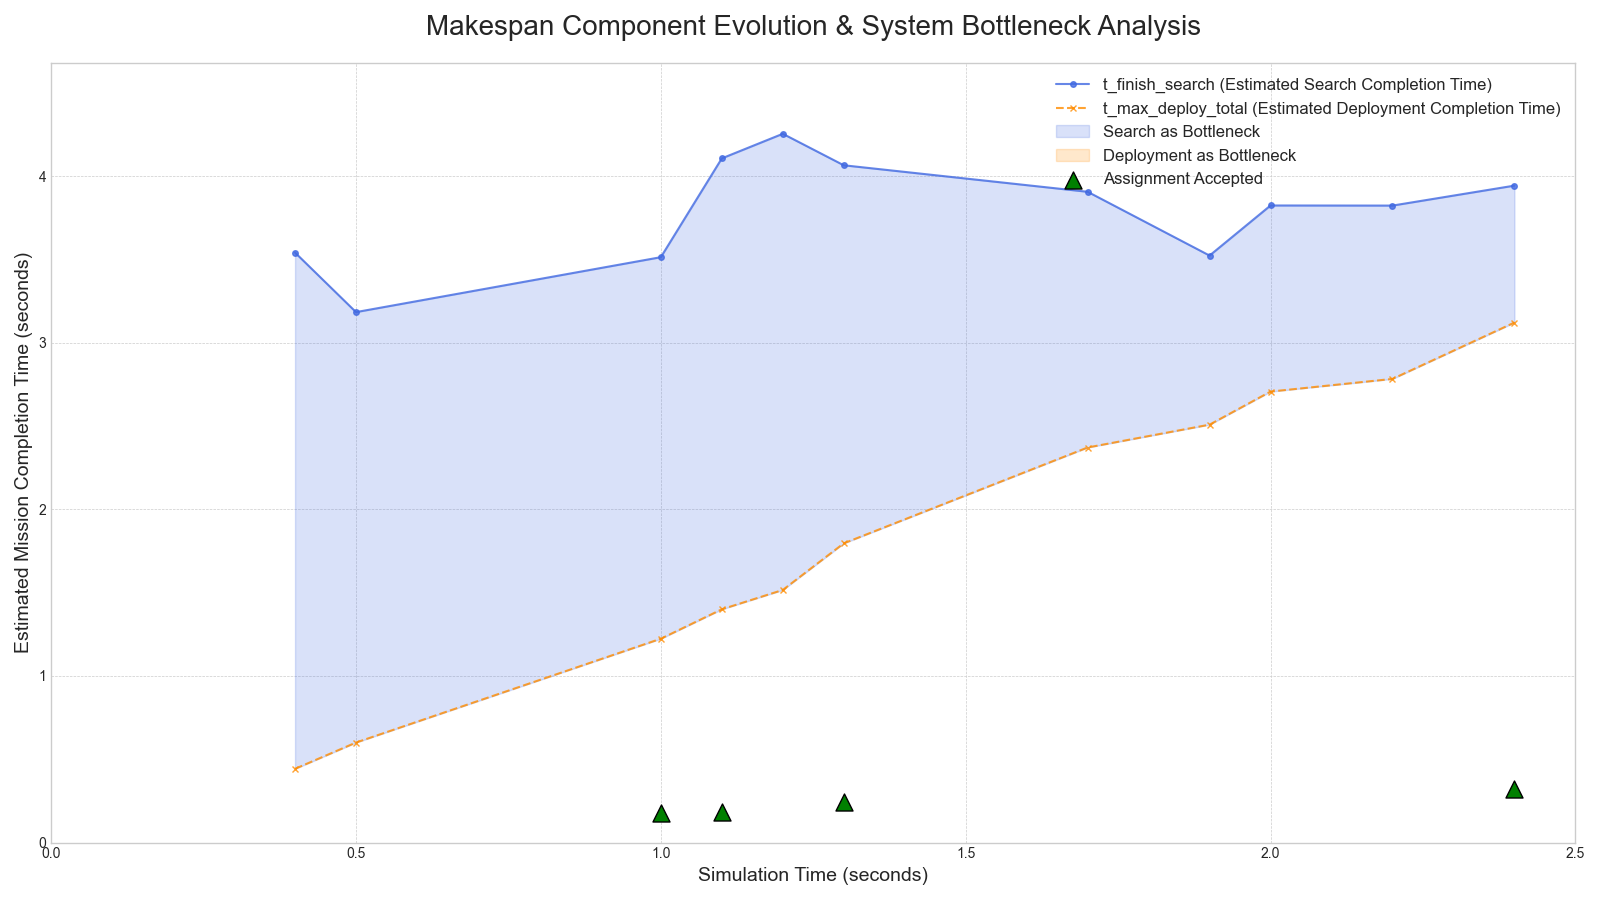 Makespan Component Evolution & System Bottleneck Analysis
t_finish_search (Estimated Search Completion Time)
t_max_deploy_total (Estimated Deployment Completion Time)
Search as Bottleneck
Deployment as Bottleneck
Assignment Accepted
Estimated Mission Completion Time (seconds)
4
3
2
1
0
0.0 0.5 1.0 1.5 2.0 2.5
Simulation Time (seconds)